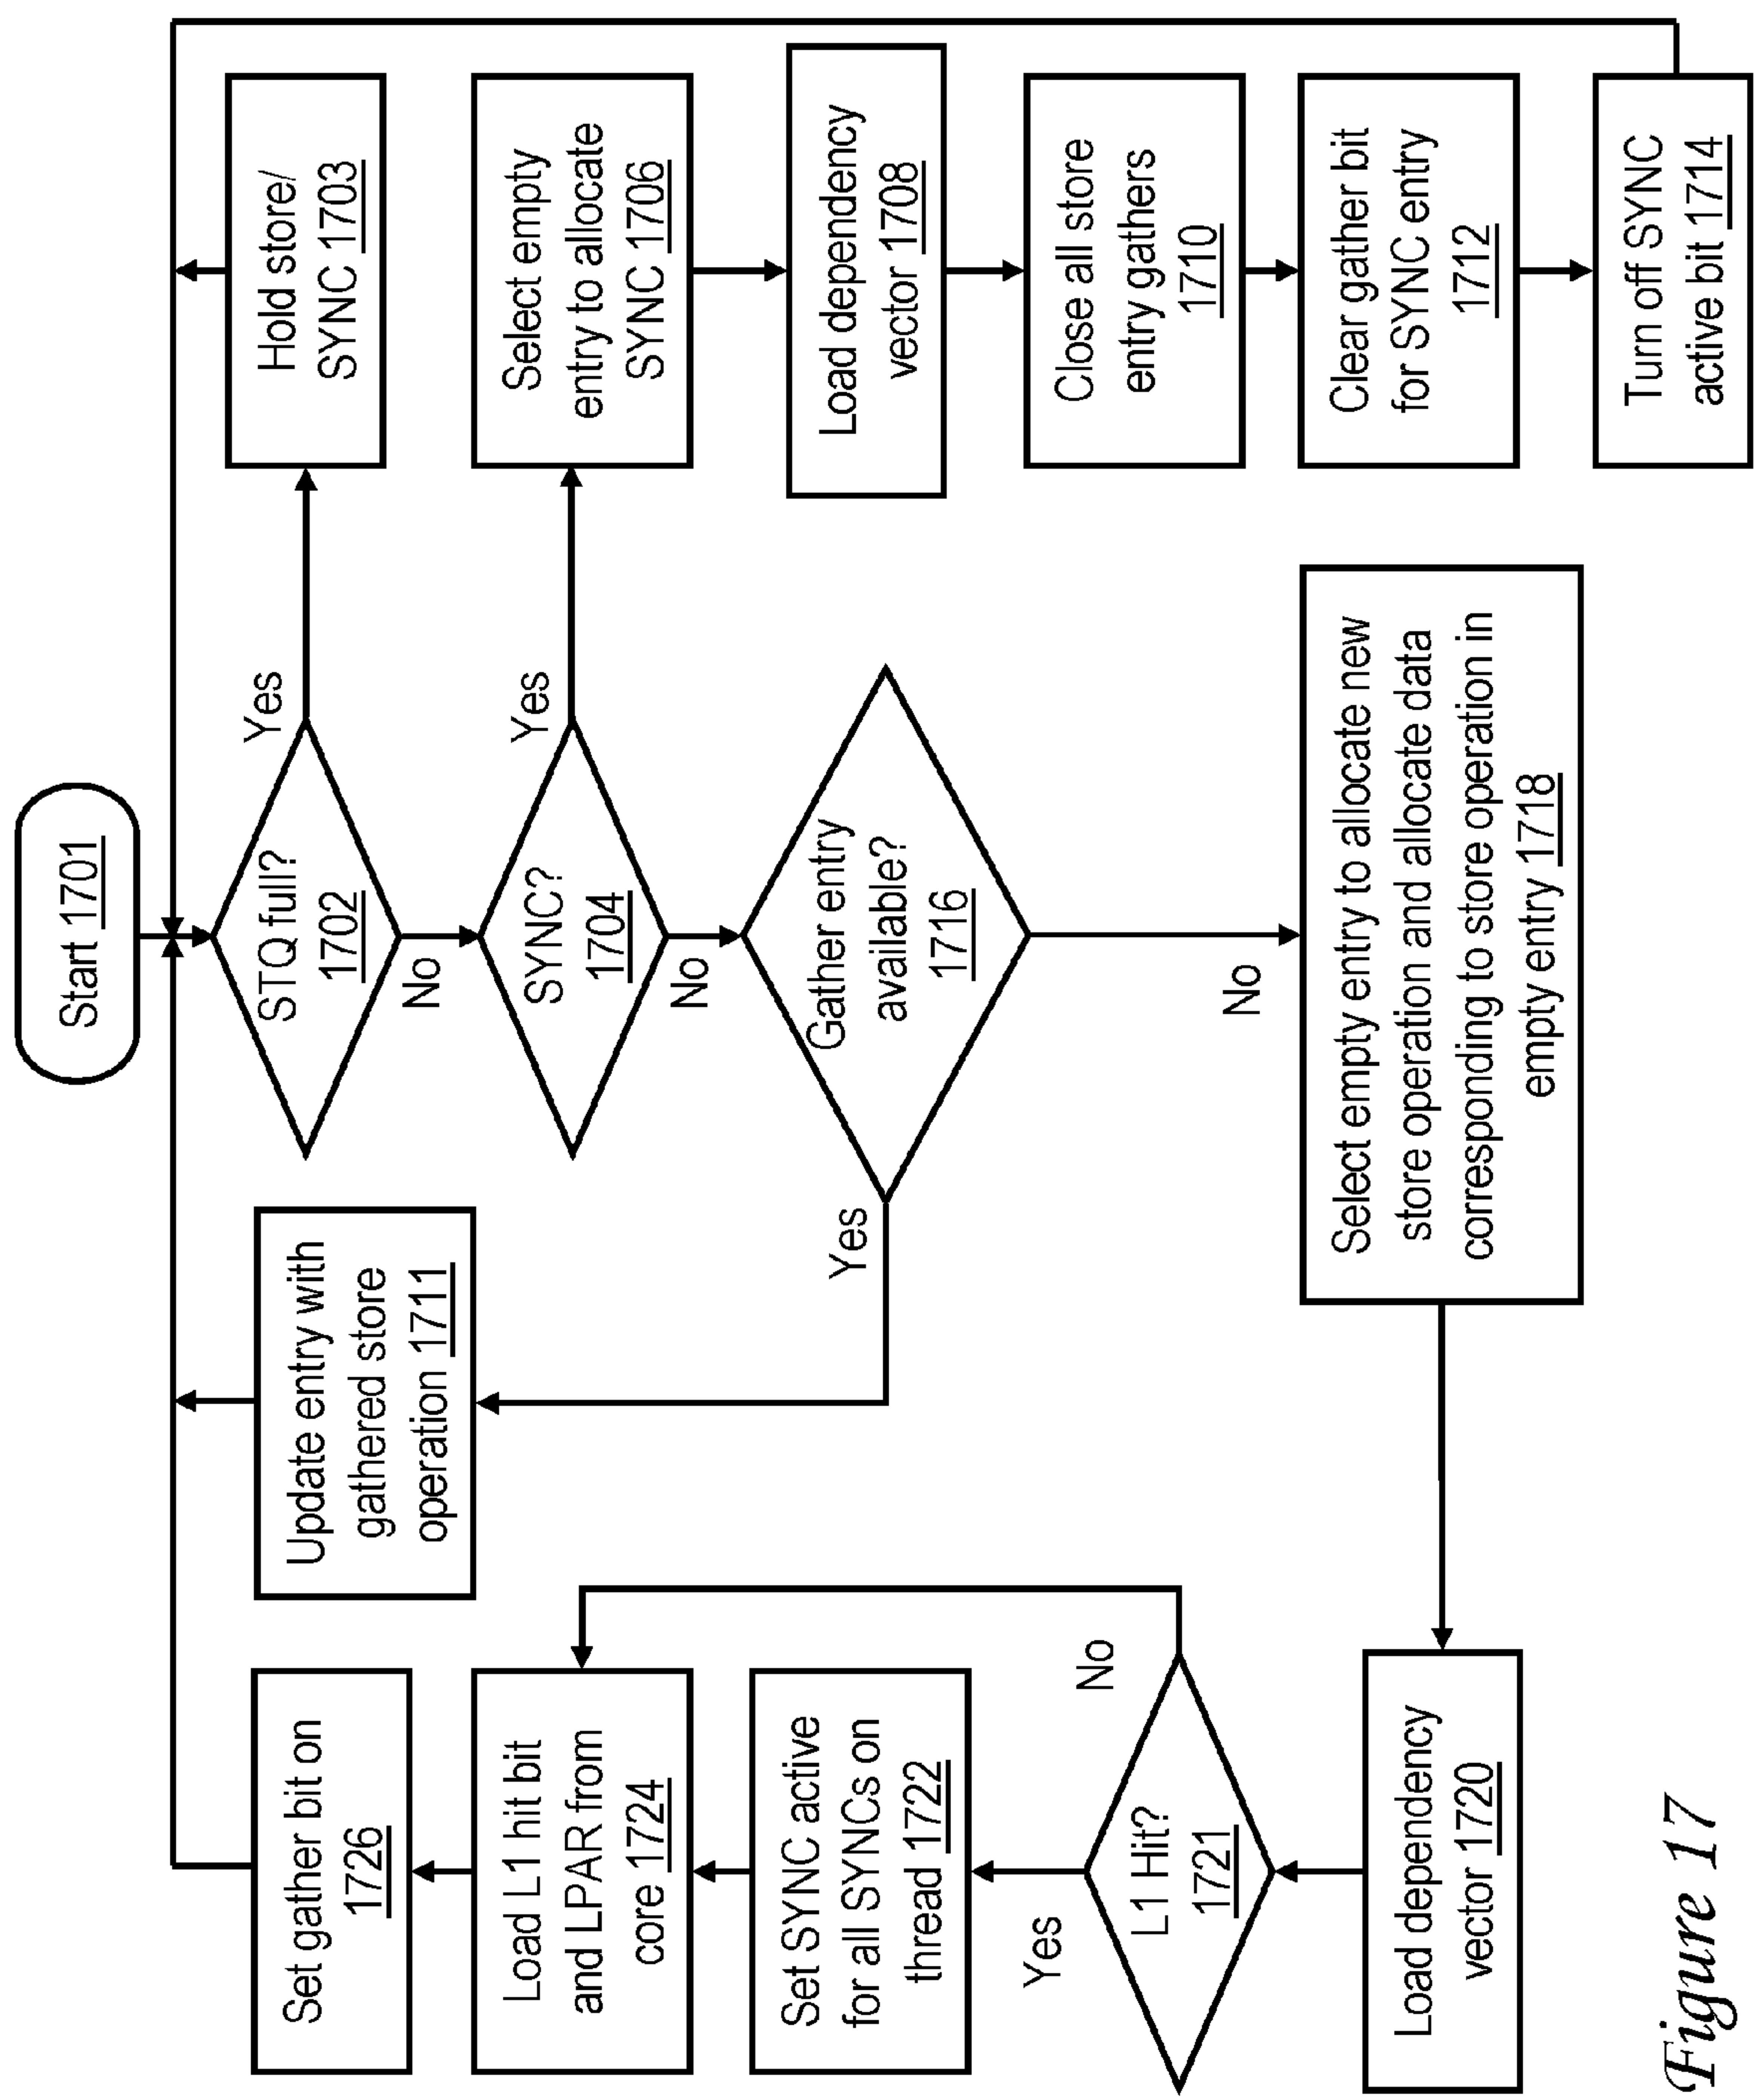 Start 1701
STQ full?
1702
Yes
No
Hold store/
SYNC 1703
SYNC?
1704
Yes
No
Select empty
entry to allocate
SYNC 1706
Load dependency
vector 1708
Close all store
entry gathers
1710
Clear gather bit
for SYNC entry
1712
Turn off SYNC
active bit 1714
Gather entry
available?
1716
Yes
No
Update entry with
gathered store
operation 1711
Select empty entry to allocate new
store operation and allocate data
corresponding to store operation in
empty entry 1718
Load dependency
vector 1720
L1 Hit?
1721
Yes
No
Set SYNC active
for all SYNCs on
thread 1722
Load L1 hit bit
and LPAR from
core 1724
Set gather bit on
1726
Figure 17